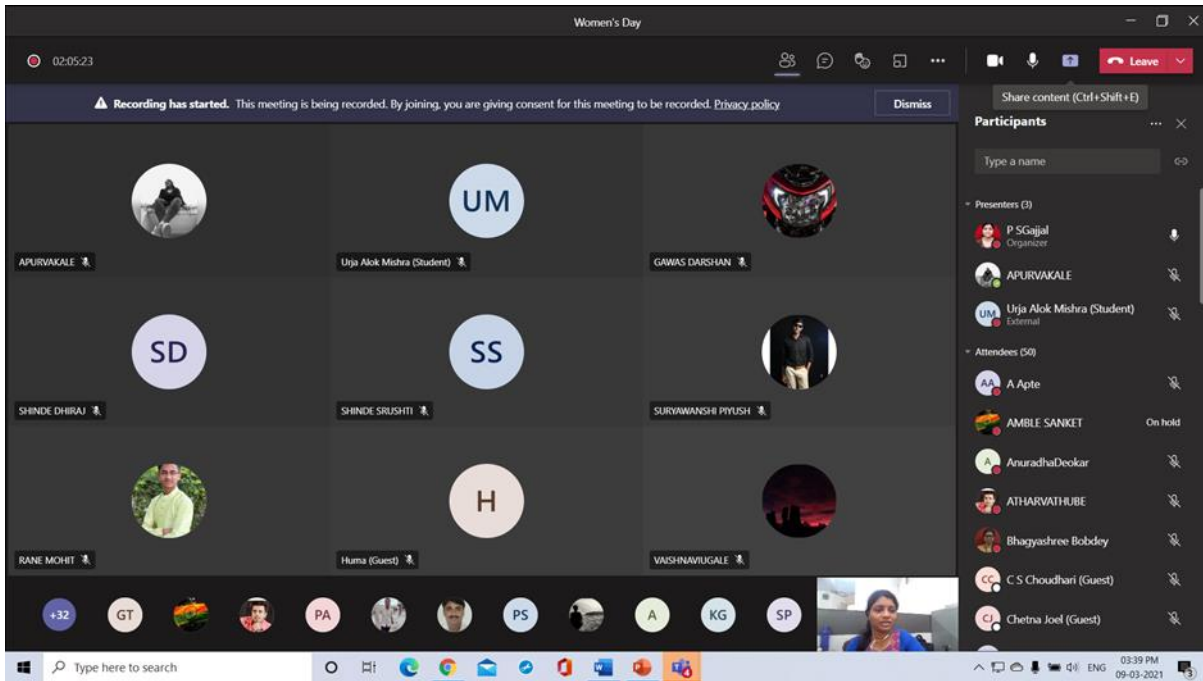 Women's Day
02:05:23
Leave
Recording has started. This meeting is being recorded. By joining, you are giving consent for this meeting to be recorded. Privacy policy
Dismiss
Share content (Ctrl+Shift+E)
Participants
Type a name
Presenters (3)
P SGajjal
Organizer
APURVAKALE
UM
Urja Alok Mishra (Student)
External
Attendees (50)
AA
A Apte
AMBLE SANKET
On hold
A
AnuradhaDeokar
ATHARVATHUBE
Bhagyashree Bobdey
CC
C S Choudhari (Guest)
CJ
Chetna Joel (Guest)
UM
APURVAKALE
Urja Alok Mishra (Student)
GAWAS DARSHAN
SD
SS
SHINDE DHIRAJ
SHINDE SRUSHTI
SURYAWANSHI PIYUSH
H
RANE MOHIT
Huma (Guest)
VAISHNAVIUGALE
+32
GT
PA
PS
A
KG
SP
Type here to search
ENG
03:39 PM
09-03-2021